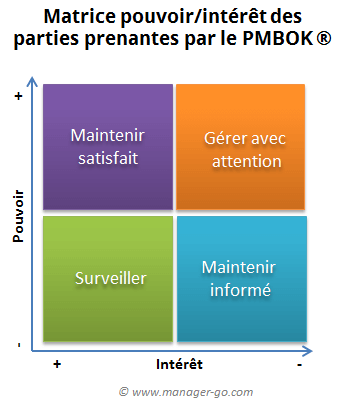 Matrice pouvoir/intérêt des
parties prenantes par le PMBOK ®
+
Maintenir
satisfait
Gérer avec
attention
Pouvoir
Surveiller
Maintenir
informé
-
+ Intérêt -
© www.manager-go.com